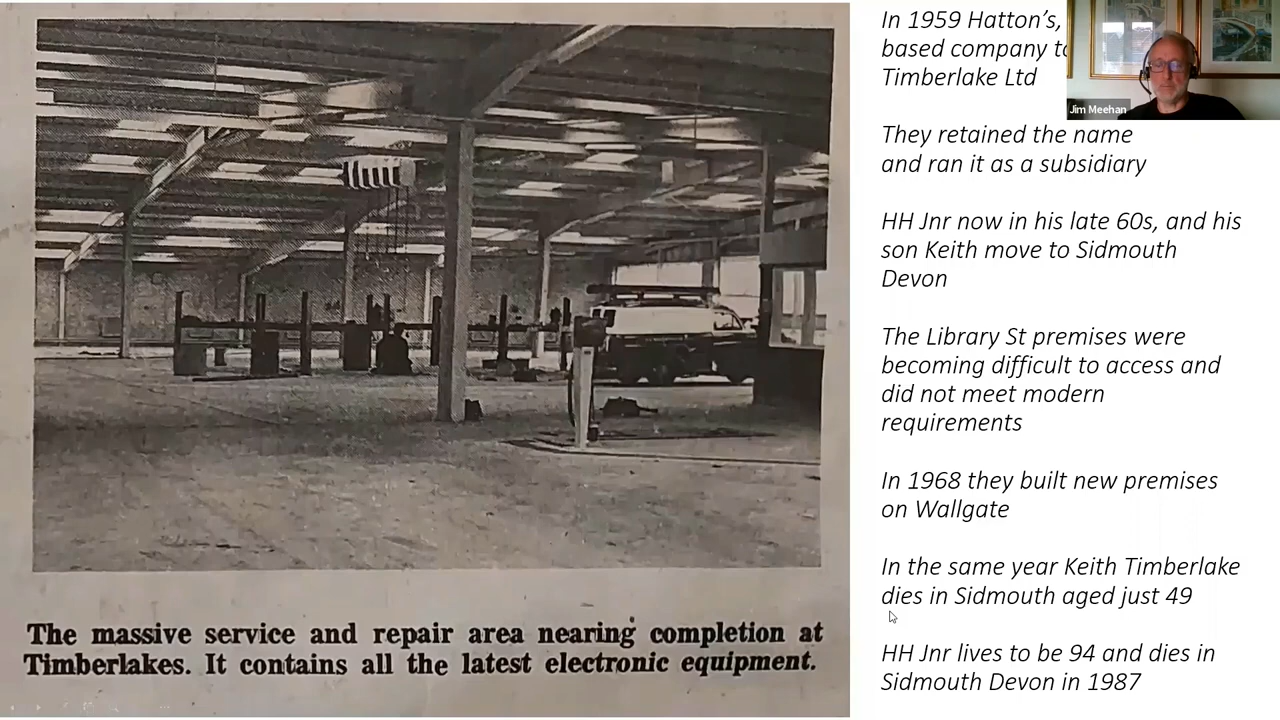 The massive service and repair area nearing completion at
Timberlakes. It contains all the latest electronic equipment.
In 1959 Hatton's,
based company
Timberlake Ltd
They retained the name
and ran it as a subsidiary
HH Jnr now in his late 60s, and his
son Keith move to Sidmouth
Devon
The Library St premises were
becoming difficult to access and
did not meet modern
requirements
In 1968 they built new premises
on Wallgate
In the same year Keith Timberlake
dies in Sidmouth aged just 49
HH Jnr lives to be 94 and dies in
Sidmouth Devon in 1987
Jim Meehan